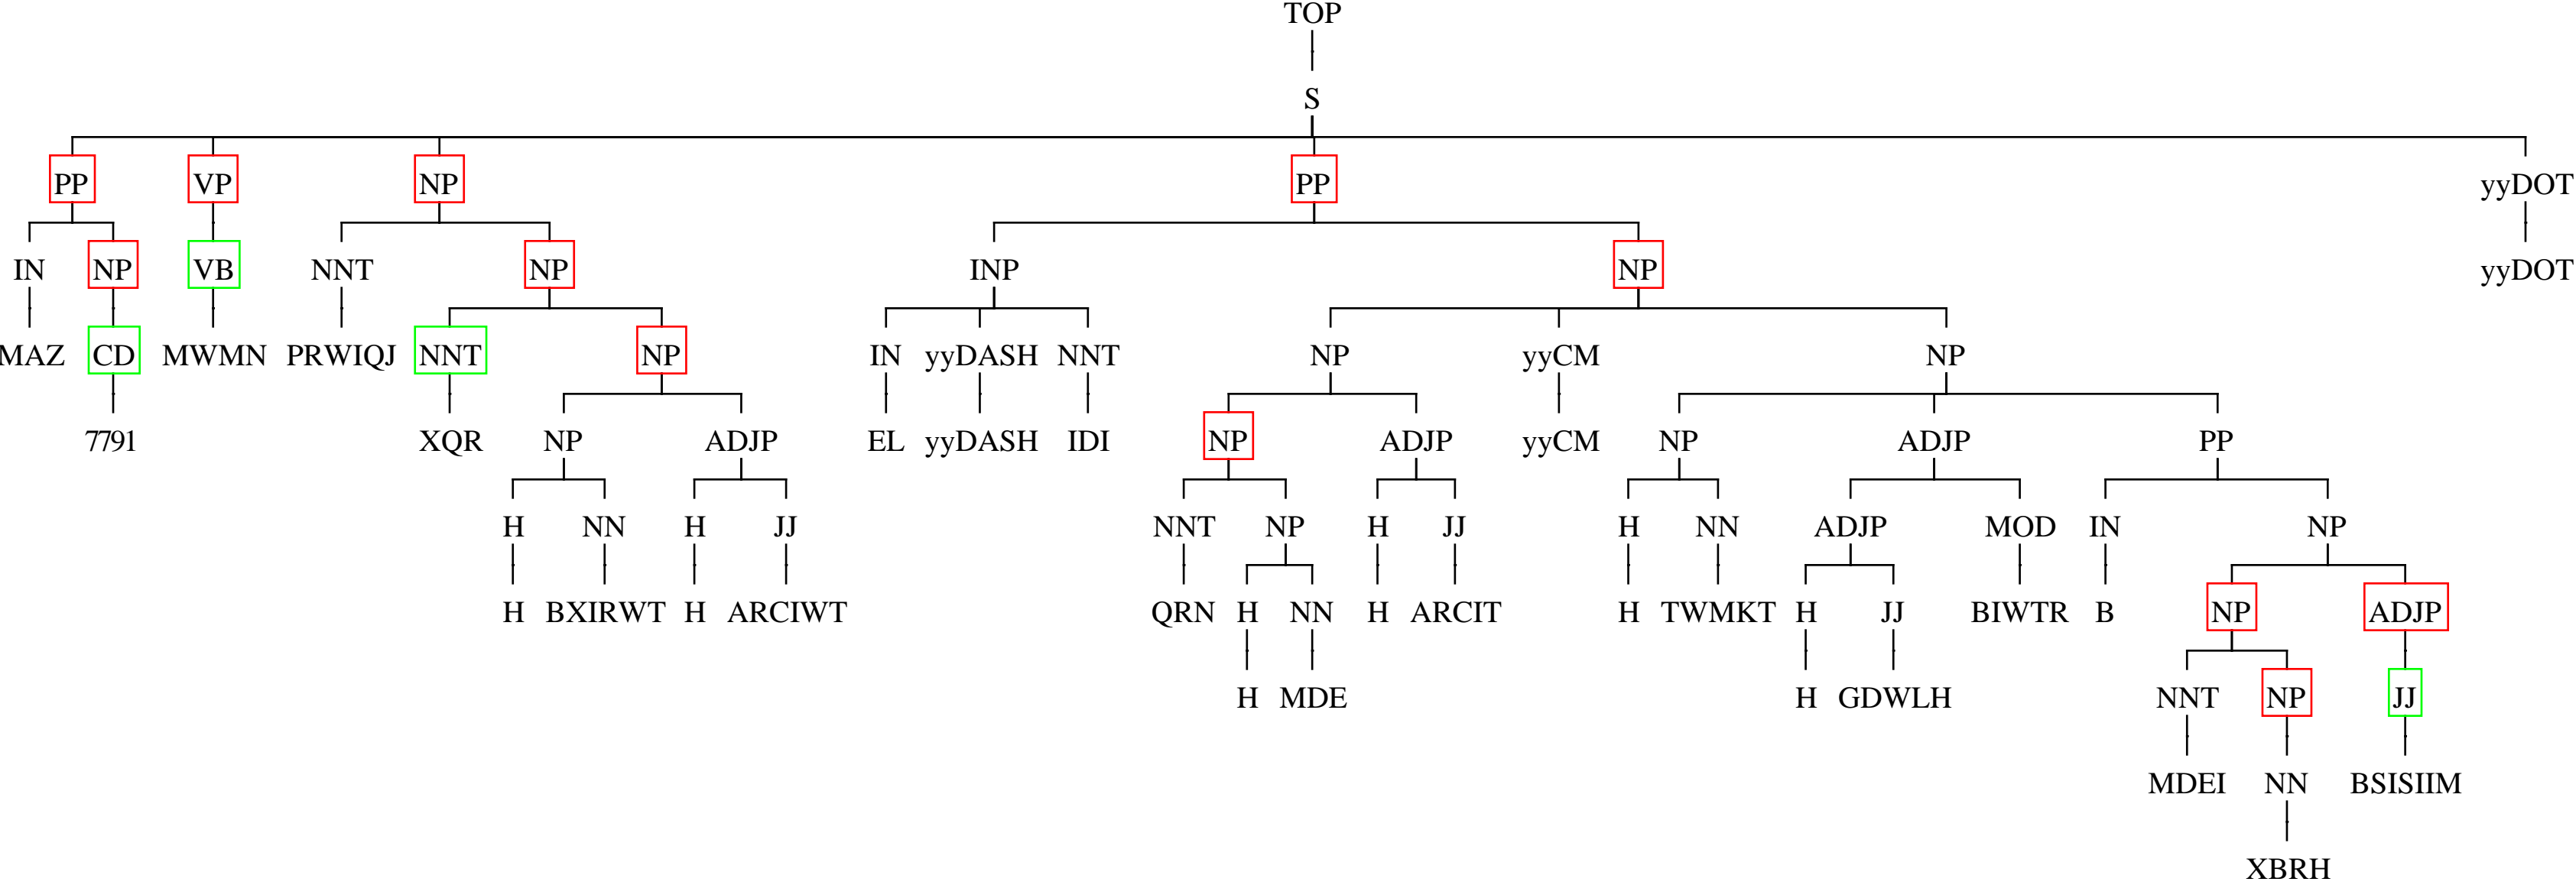 TOP
S
PP VP NP PP yyDOT
IN NP VB NNT NP INP NP yyDOT
MAZ CD MWMN PRWIQJ NNT NP IN yyDASH NNT NP yyCM NP
7791 XQR NP ADJP EL yyDASH IDI NP ADJP yyCM NP ADJP PP
H NN H JJ NNT NP H JJ H NN ADJP MOD IN NP
H BXIRWT H ARCIWT QRN H NN H ARCIT H TWMKT H JJ BIWTR B NP ADJP
H MDE H GDWLH NNT NP JJ
MDEI NN BSISIIM
XBRH